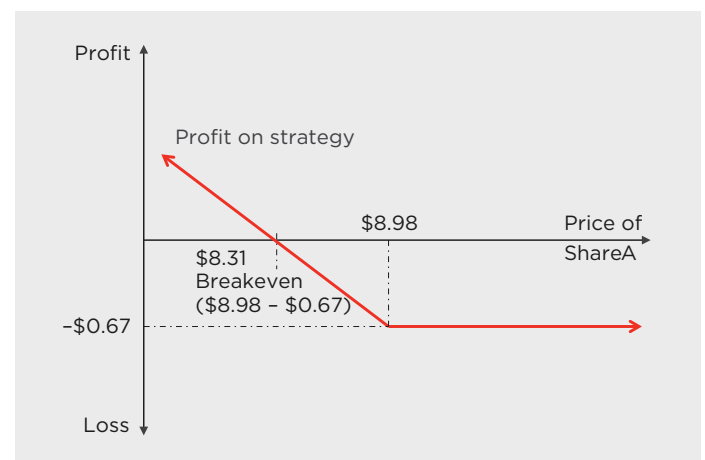 Profit
Profit on strategy
$8.98
Price of
ShareA
$8.31
Breakeven
($8.98 – $0.67)
–$0.67
Loss